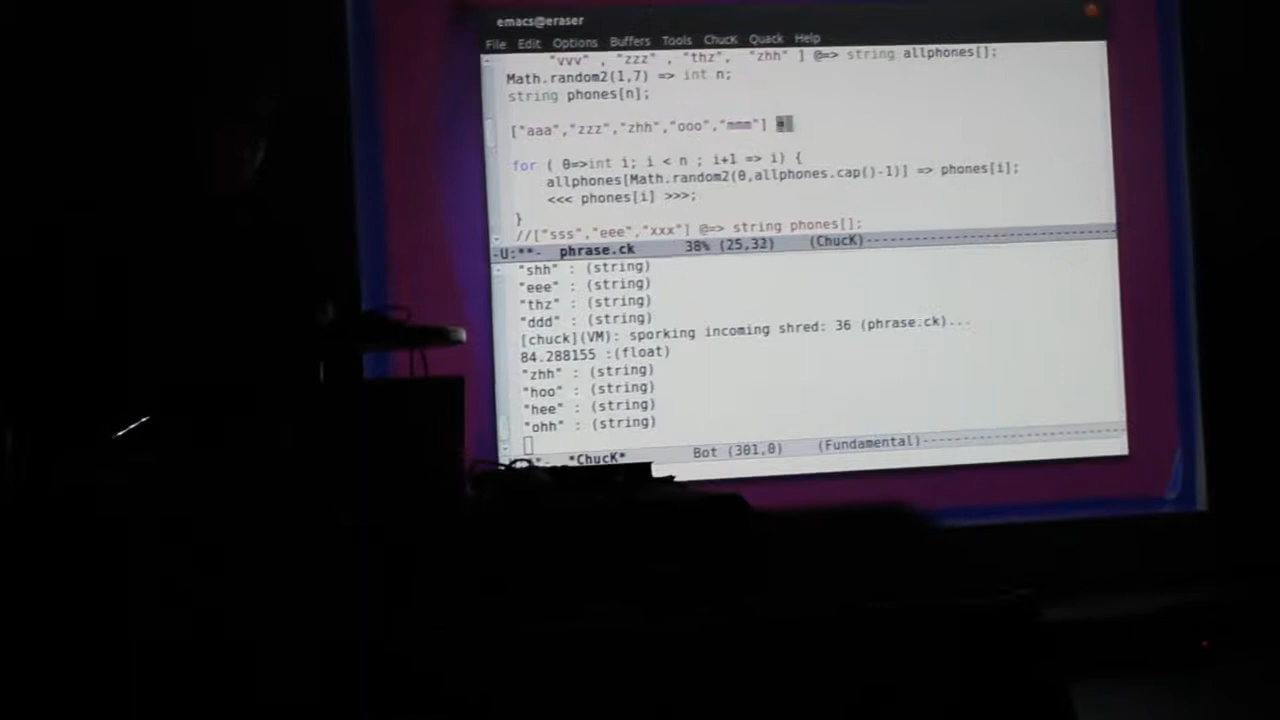 emacs@eraser
File Edit Options Buffers Tools ChucK Quack Help
"vvv" , "zzz" , "thz", "zhh" ] @=> string allphones[];
Math.random2(1,7) => int n;
string phones[n];
["aaa","zzz","zhh","ooo","mmm"]
for ( 0=>int i; i < n ; i+1 => i) {
allphones[Math.random2(0,allphones.cap()-1)] => phones[i];
<<< phones[i] >>>;
}
//["sss","eee","xxx"] @=> string phones[];
-U:**- phrase.ck 38% (25,32) (ChucK)----------------------------
"shh" : (string)
"eee" : (string)
"thz" : (string)
"ddd" : (string)
[chuck](VM): sporking incoming shred: 36 (phrase.ck)...
84.288155 :(float)
"zhh" : (string)
"hoo" : (string)
"hee" : (string)
"ohh" : (string)
*ChucK* Bot (301,0) (Fundamental)-----------------------